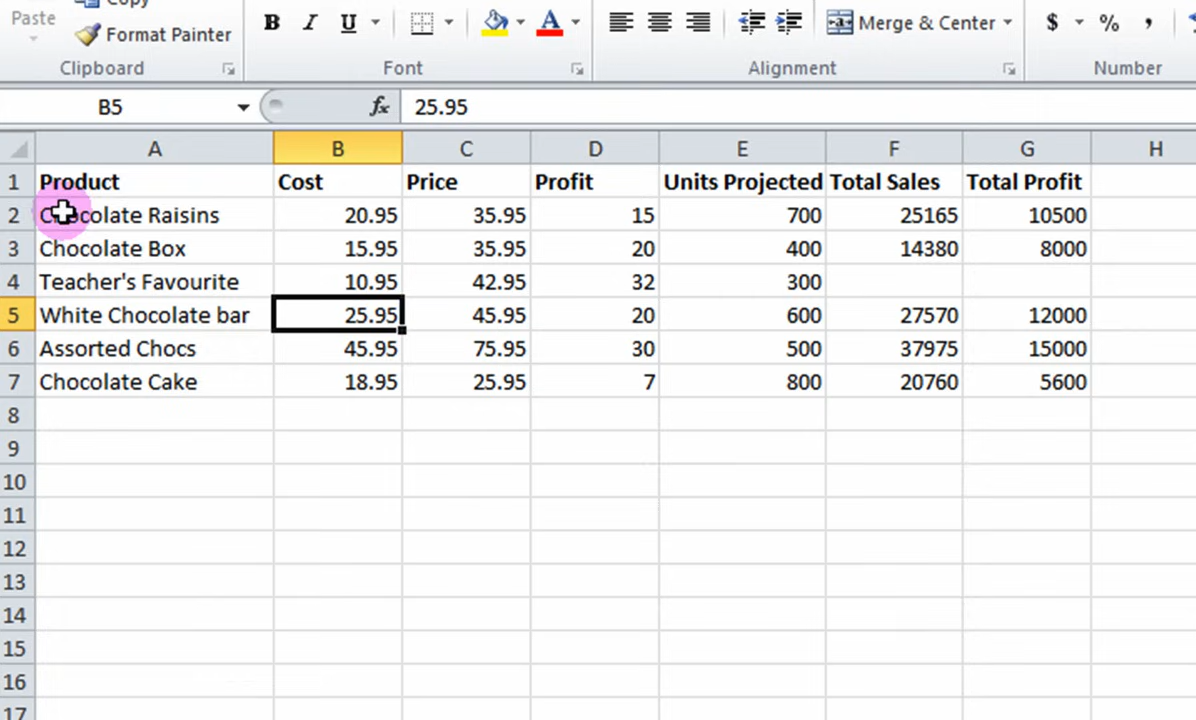 Paste Copy
Format Painter B I U A Merge & Center $ % ,
Clipboard Font Alignment Number
B5 fx 25.95
A B C D E F G H
1 Product Cost Price Profit Units Projected Total Sales Total Profit
2 Chocolate Raisins 20.95 35.95 15 700 25165 10500
3 Chocolate Box 15.95 35.95 20 400 14380 8000
4 Teacher's Favourite 10.95 42.95 32 300
5 White Chocolate bar 25.95 45.95 20 600 27570 12000
6 Assorted Chocs 45.95 75.95 30 500 37975 15000
7 Chocolate Cake 18.95 25.95 7 800 20760 5600
8
9
10
11
12
13
14
15
16
17